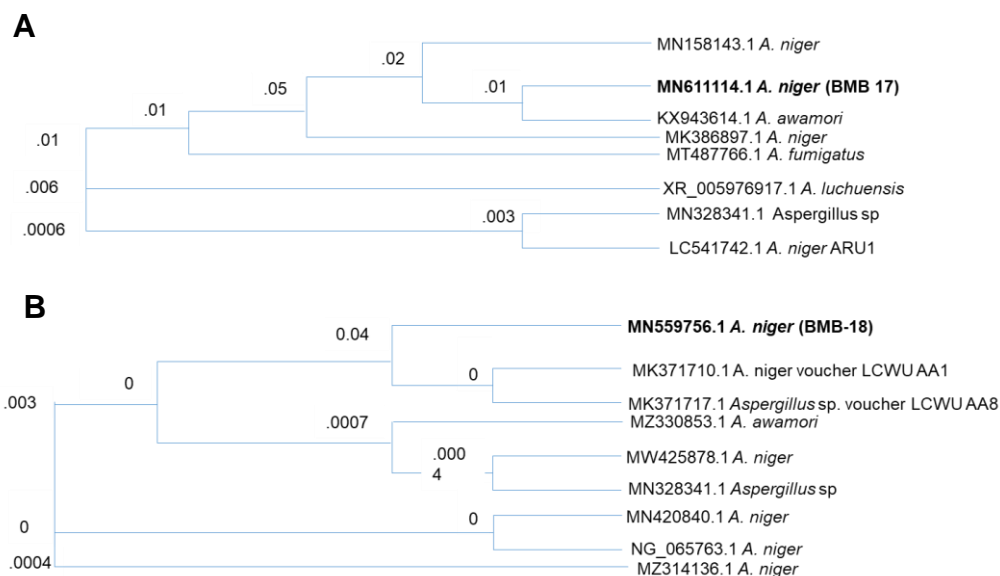 A
.02
MN158143.1 A. niger
.05
.01
MN611114.1 A. niger (BMB 17)
.01
KX943614.1 A. awamori
.01
MK386897.1 A. niger
MT487766.1 A. fumigatus
.006
XR_005976917.1 A. luchuensis
.003
MN328341.1 Aspergillus sp
.0006
LC541742.1 A. niger ARU1
B
0.04
MN559756.1 A. niger (BMB-18)
0
0
MK371710.1 A. niger voucher LCWU AA1
.003
MK371717.1 Aspergillus sp. voucher LCWU AA8
.0007
MZ330853.1 A. awamori
.000
4
MW425878.1 A. niger
MN328341.1 Aspergillus sp
0
0
MN420840.1 A. niger
NG_065763.1 A. niger
.0004
MZ314136.1 A. niger